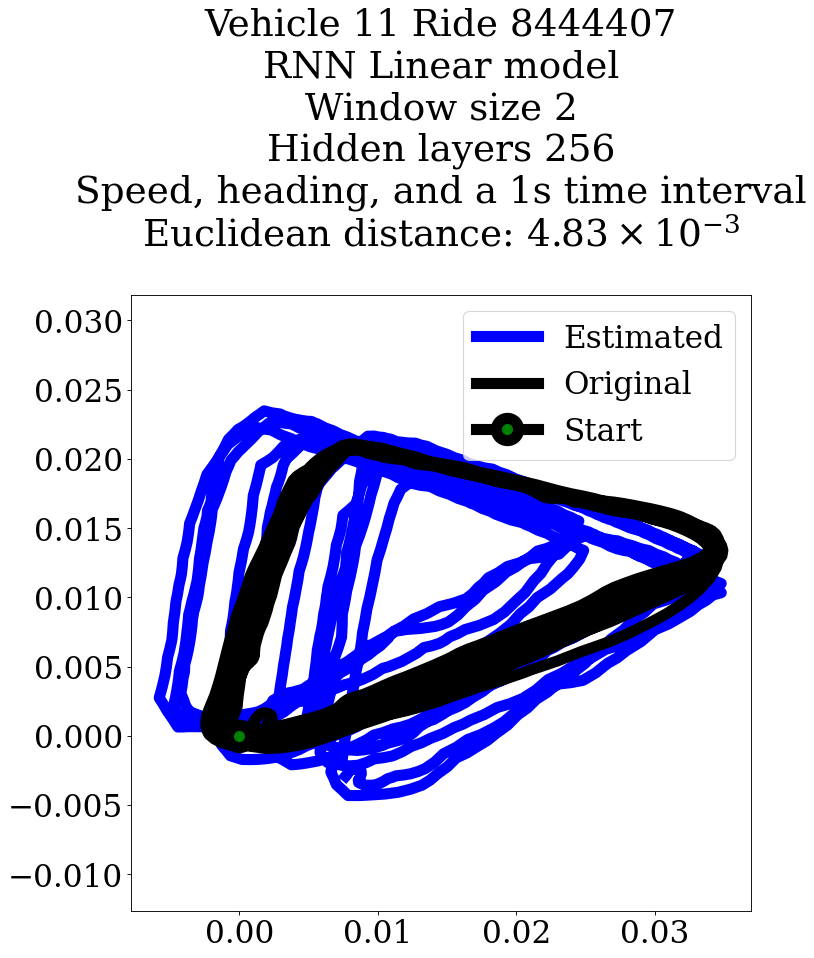 Vehicle 11 Ride 8444407
RNN Linear model
Window size 2
Hidden layers 256
Speed, heading, and a 1s time interval
Euclidean distance: 4.83 × 10⁻³
Estimated
Original
Start
0.030
0.025
0.020
0.015
0.010
0.005
0.000
−0.005
−0.010
0.00 0.01 0.02 0.03